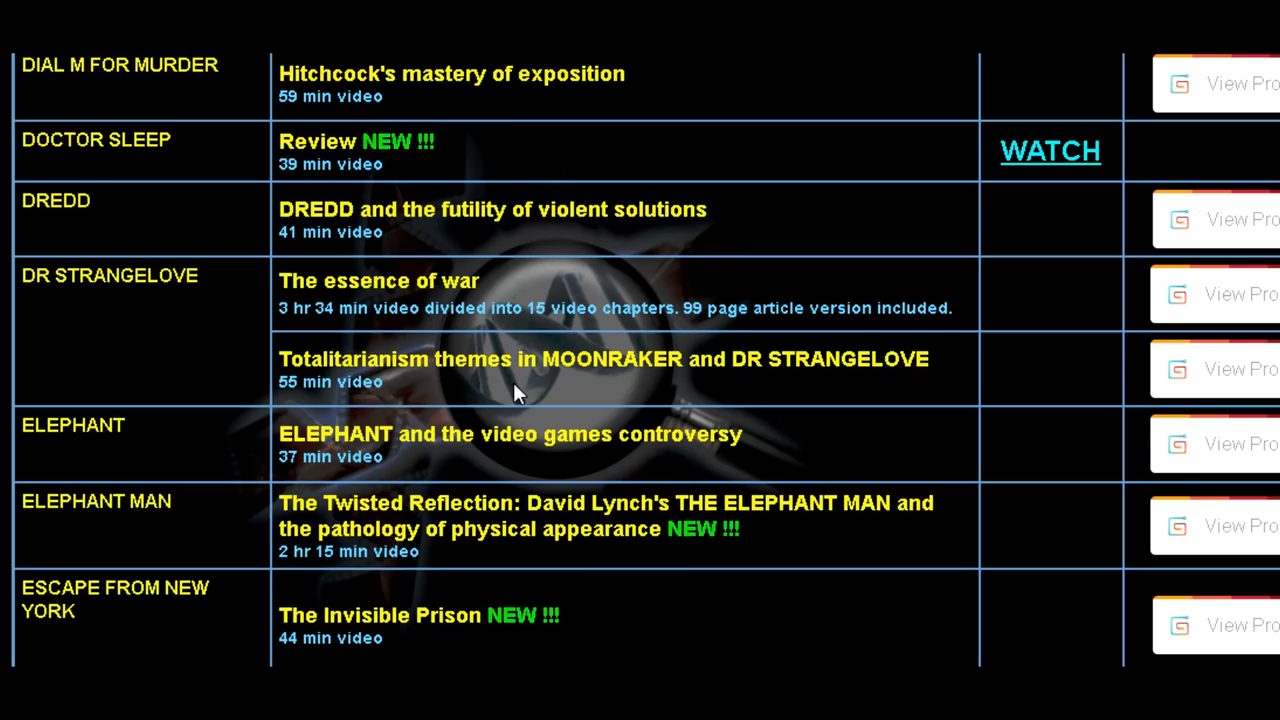 DIAL M FOR MURDER
Hitchcock's mastery of exposition
59 min video
View Pro
DOCTOR SLEEP
Review NEW !!!
39 min video
WATCH
DREDD
DREDD and the futility of violent solutions
41 min video
View Pro
DR STRANGELOVE
The essence of war
3 hr 34 min video divided into 15 video chapters. 99 page article version included.
View Pro
Totalitarianism themes in MOONRAKER and DR STRANGELOVE
55 min video
View Pro
ELEPHANT
ELEPHANT and the video games controversy
37 min video
View Pro
ELEPHANT MAN
The Twisted Reflection: David Lynch's THE ELEPHANT MAN and
the pathology of physical appearance NEW !!!
2 hr 15 min video
View Pro
ESCAPE FROM NEW
YORK
The Invisible Prison NEW !!!
44 min video
View Pro